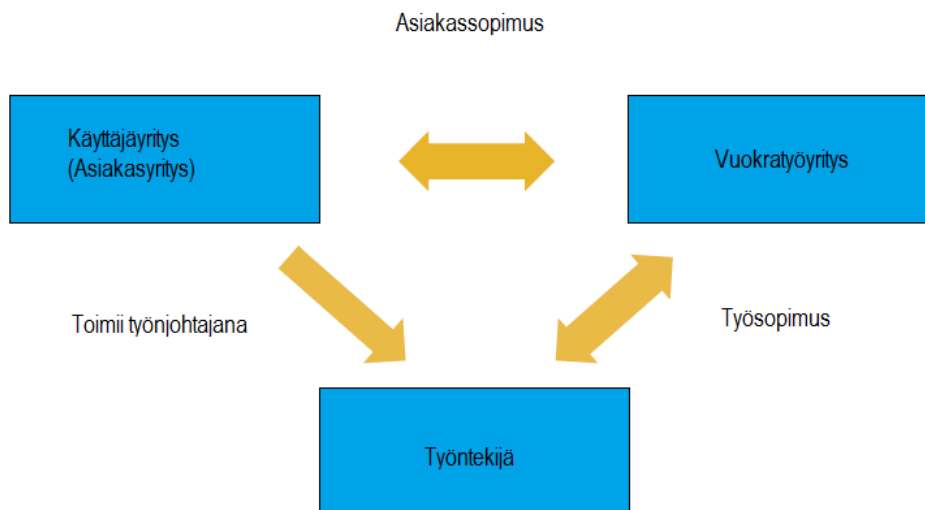 Asiakassopimus
Käyttäjäyritys
(Asiakasyritys)
Vuokratyöyritys
Toimii työnjohtajana
Työsopimus
Työntekijä